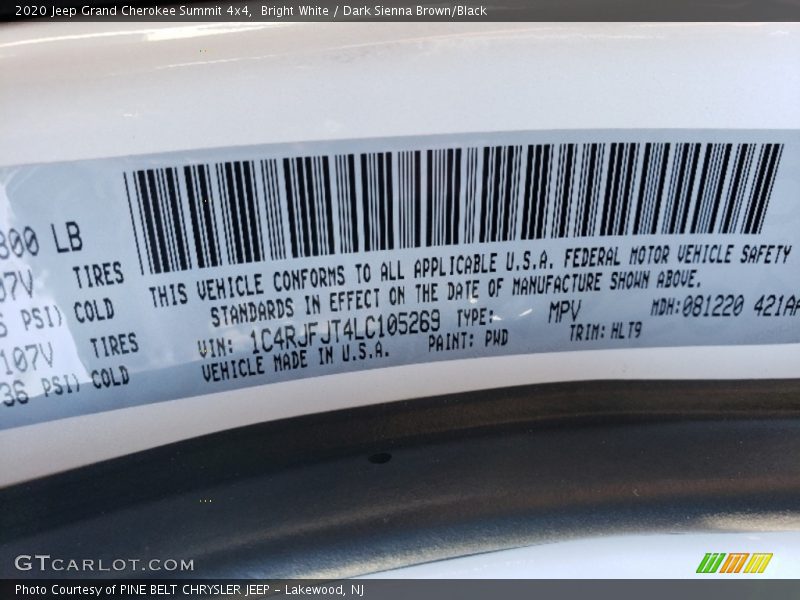 2020 Jeep Grand Cherokee Summit 4x4,  Bright White / Dark Sienna Brown/Black
800 LB
07V TIRES
PSI) COLD
107V TIRES
36 PSI) COLD
THIS VEHICLE CONFORMS TO ALL APPLICABLE U.S.A. FEDERAL MOTOR VEHICLE SAFETY
STANDARDS IN EFFECT ON THE DATE OF MANUFACTURE SHOWN ABOVE.
VIN: 1C4RJFJT4LC105269 TYPE: MPV MDH:081220 421A
VEHICLE MADE IN U.S.A. PAINT: PWD TRIM: HLT9
GTCARLOT.COM
Photo Courtesy of PINE BELT CHRYSLER JEEP – Lakewood, NJ